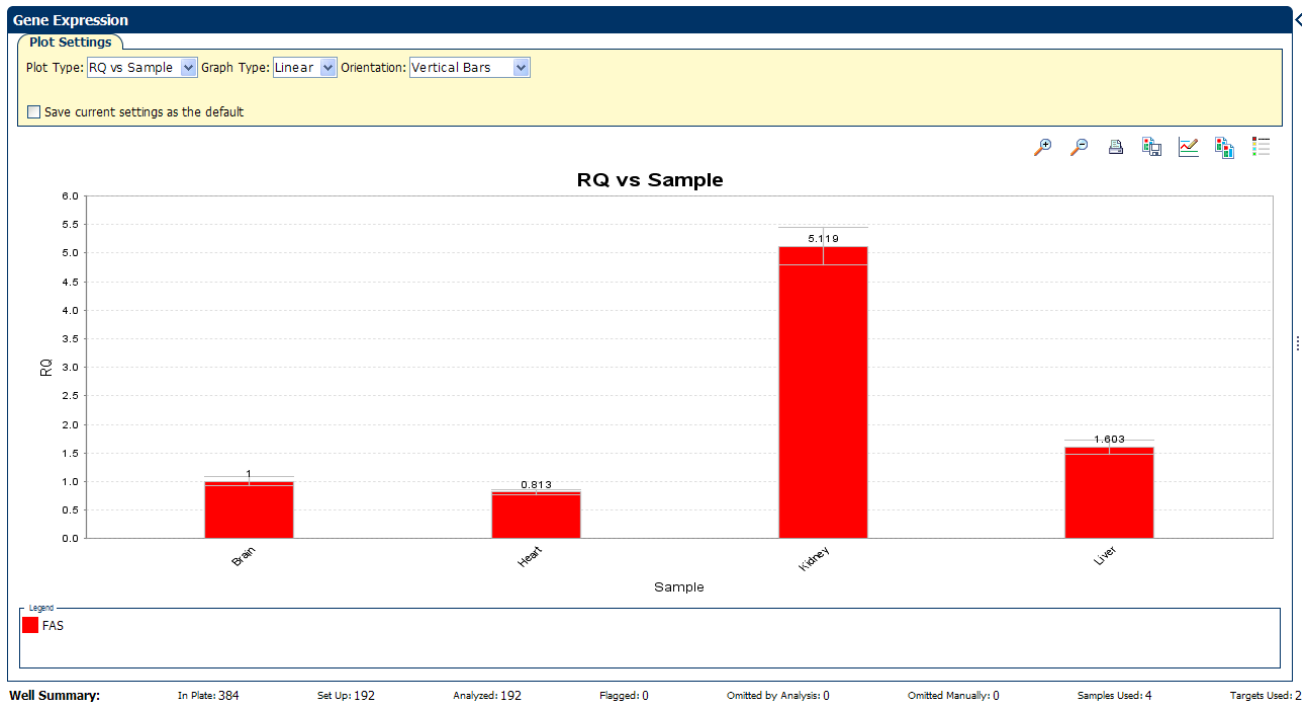 Gene Expression
Plot Settings
Plot Type: RQ vs Sample Graph Type: Linear Orientation: Vertical Bars
Save current settings as the default
RQ vs Sample
6.0
5.5
5.119
5.0
4.5
4.0
3.5
RQ
3.0
2.5
2.0
1.603
1.5
1
1.0
0.813
0.5
0.0
Brain Heart Kidney Liver
Sample
Legend
FAS
Well Summary: In Plate: 384 Set Up: 192 Analyzed: 192 Flagged: 0 Omitted by Analysis: 0 Omitted Manually: 0 Samples Used: 4 Targets Used: 2